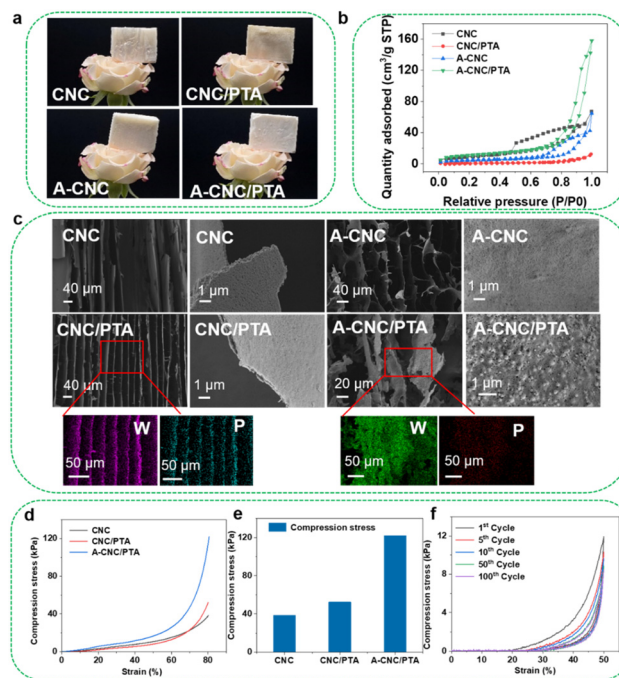 a
CNC
CNC/PTA
A-CNC
A-CNC/PTA
b
Quantity adsorbed (cm³/g STP)
160
120
80
40
0
CNC
CNC/PTA
A-CNC
A-CNC/PTA
0.0 0.2 0.4 0.6 0.8 1.0
Relative pressure (P/P0)
c
CNC
40 µm
CNC
1 µm
A-CNC
40 µm
A-CNC
1 µm
CNC/PTA
40 µm
CNC/PTA
1 µm
A-CNC/PTA
20 µm
A-CNC/PTA
1 µm
W
50 µm
P
50 µm
W
50 µm
P
50 µm
d
Compression stress (kPa)
120
80
40
0
CNC
CNC/PTA
A-CNC/PTA
0 20 40 60 80
Strain (%)
e
Compression stress (kPa)
120
90
60
30
0
Compression stress
CNC CNC/PTA A-CNC/PTA
f
Compression stress (kPa)
12
8
4
0
1st Cycle
5th Cycle
10th Cycle
50th Cycle
100th Cycle
0 10 20 30 40 50
Strain (%)